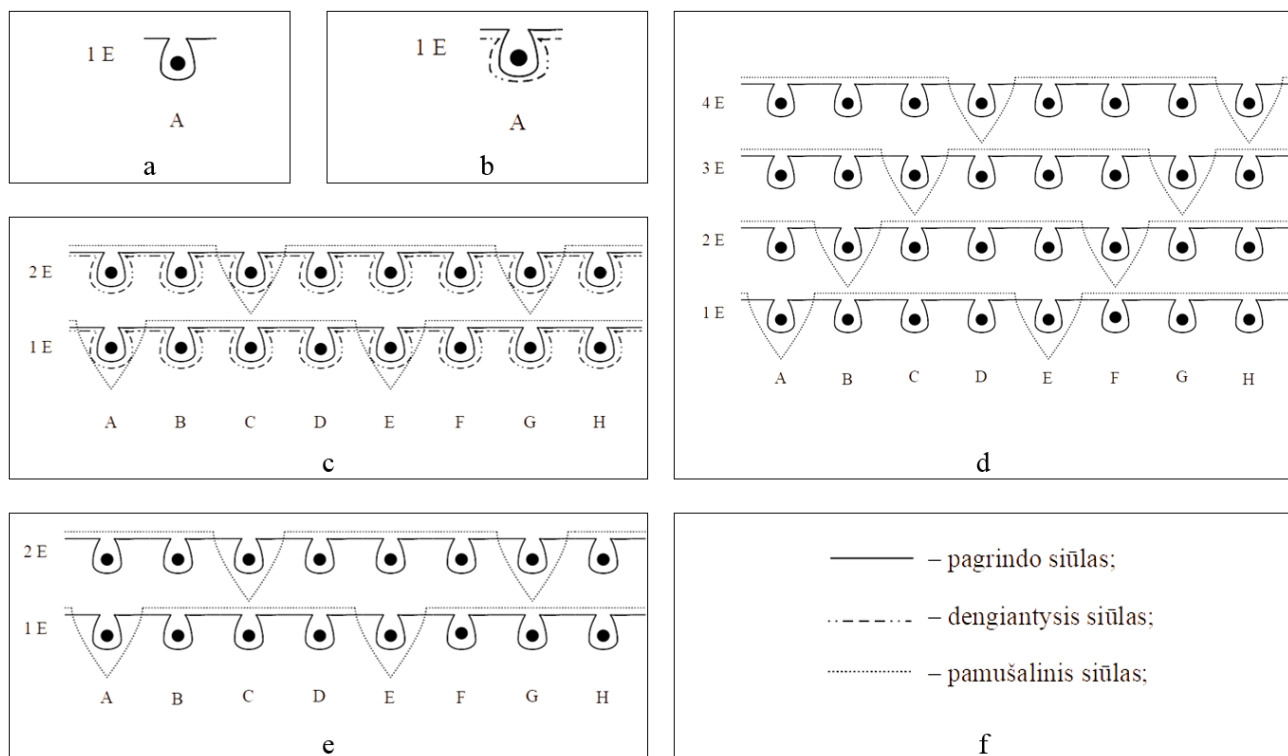 1 E
A
a
1 E
A
b
2 E
1 E
A B C D E F G H
c
4 E
3 E
2 E
1 E
A B C D E F G H
d
2 E
1 E
A B C D E F G H
e
– pagrindo siūlas;
– dengiantysis siūlas;
– pamušalinis siūlas;
f